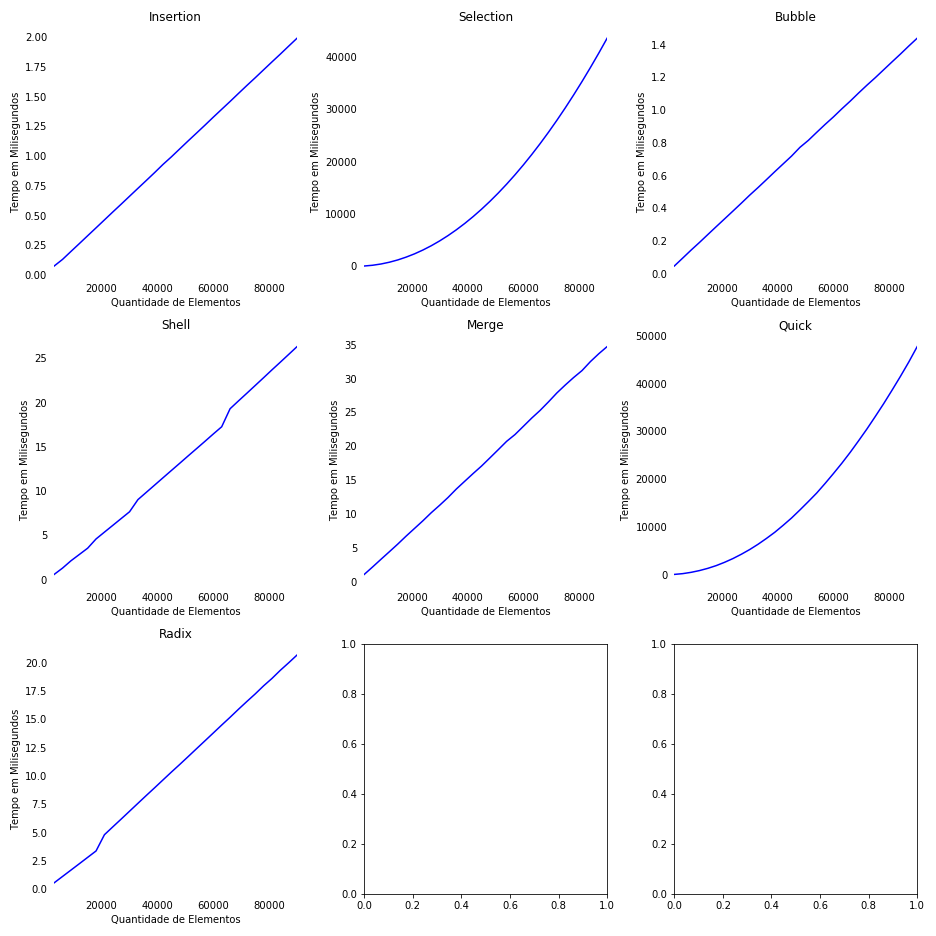 Insertion
Selection
Bubble
2.00
1.75
1.50
1.25
1.00
0.75
0.50
0.25
0.00
Tempo em Milisegundos
20000 40000 60000 80000
Quantidade de Elementos
40000
30000
20000
10000
0
Tempo em Milisegundos
20000 40000 60000 80000
Quantidade de Elementos
1.4
1.2
1.0
0.8
0.6
0.4
0.2
0.0
Tempo em Milisegundos
20000 40000 60000 80000
Quantidade de Elementos
Shell
Merge
Quick
25
20
15
10
5
0
Tempo em Milisegundos
20000 40000 60000 80000
Quantidade de Elementos
35
30
25
20
15
10
5
0
Tempo em Milisegundos
20000 40000 60000 80000
Quantidade de Elementos
50000
40000
30000
20000
10000
0
Tempo em Milisegundos
20000 40000 60000 80000
Quantidade de Elementos
Radix
20.0
17.5
15.0
12.5
10.0
7.5
5.0
2.5
0.0
Tempo em Milisegundos
20000 40000 60000 80000
Quantidade de Elementos
1.0
0.8
0.6
0.4
0.2
0.0
0.0 0.2 0.4 0.6 0.8 1.0
1.0
0.8
0.6
0.4
0.2
0.0
0.0 0.2 0.4 0.6 0.8 1.0